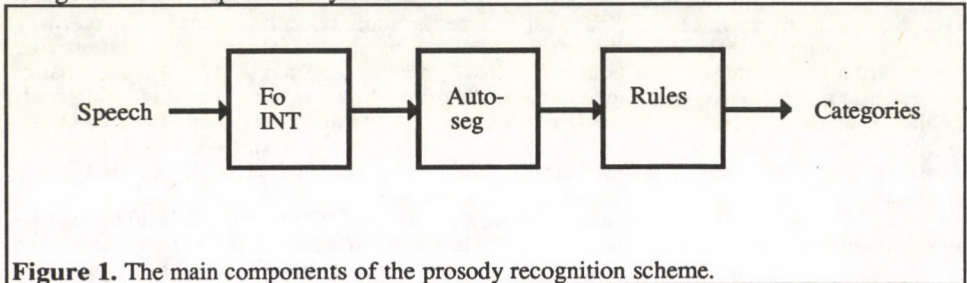 Speech
Fo
INT
Auto-
seg
Rules
Categories
Figure 1. The main components of the prosody recognition scheme.